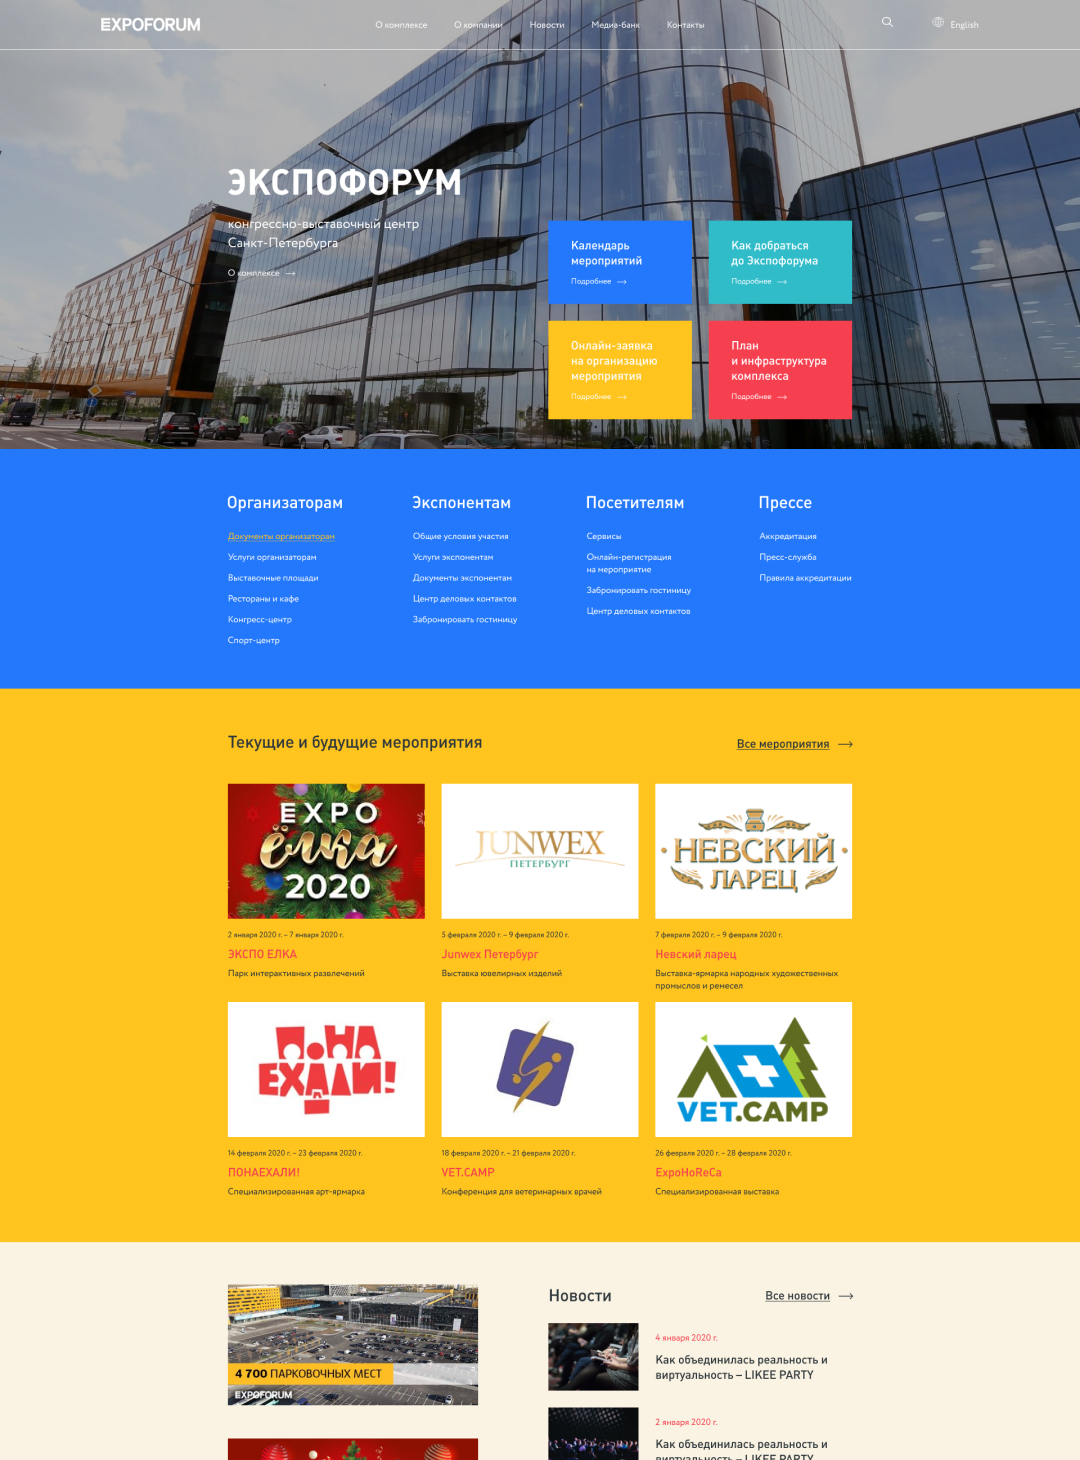 EXPOFORUM
О комплексе
О компании
Новости
Медиа-банк
Контакты
English
ЭКСПОФОРУМ
конгрессно-выставочный центр
Санкт-Петербурга
О комплексе
Календарь
мероприятий
Подробнее
Как добраться
до Экспофорума
Подробнее
Онлайн-заявка
на организацию
мероприятия
Подробнее
План
и инфраструктура
комплекса
Подробнее
Организаторам
Документы организаторам
Услуги организаторам
Выставочные площади
Рестораны и кафе
Конгресс-центр
Спорт-центр
Экспонентам
Общие условия участия
Услуги экспонентам
Документы экспонентам
Центр деловых контактов
Забронировать гостиницу
Посетителям
Сервисы
Онлайн-регистрация
на мероприятие
Забронировать гостиницу
Центр деловых контактов
Прессе
Аккредитация
Пресс-служба
Правила аккредитации
Текущие и будущие мероприятия
Все мероприятия
EXPO
ёлка
2020
2 января 2020 г. – 7 января 2020 г.
ЭКСПО ЕЛКА
Парк интерактивных развлечений
JUNWEX
ПЕТЕРБУРГ
5 февраля 2020 г. – 9 февраля 2020 г.
Junwex Петербург
Выставка ювелирных изделий
НЕВСКИЙ
ЛАРЕЦ
7 февраля 2020 г. – 9 февраля 2020 г.
Невский ларец
Выставка-ярмарка народных художественных
промыслов и ремесел
ПОНА
ЕХАЛИ!
14 февраля 2020 г. – 23 февраля 2020 г.
ПОНАЕХАЛИ!
Специализированная арт-ярмарка
18 февраля 2020 г. – 21 февраля 2020 г.
VET.CAMP
Конференция для ветеринарных врачей
VET.CAMP
26 февраля 2020 г. – 28 февраля 2020 г.
ExpoHoReCa
Специализированная выставка
4 700 ПАРКОВОЧНЫХ МЕСТ
EXPOFORUM
Новости
Все новости
4 января 2020 г.
Как объединилась реальность и
виртуальность – LIKEE PARTY
2 января 2020 г.
Как объединилась реальность и
виртуальность – LIKEE PARTY